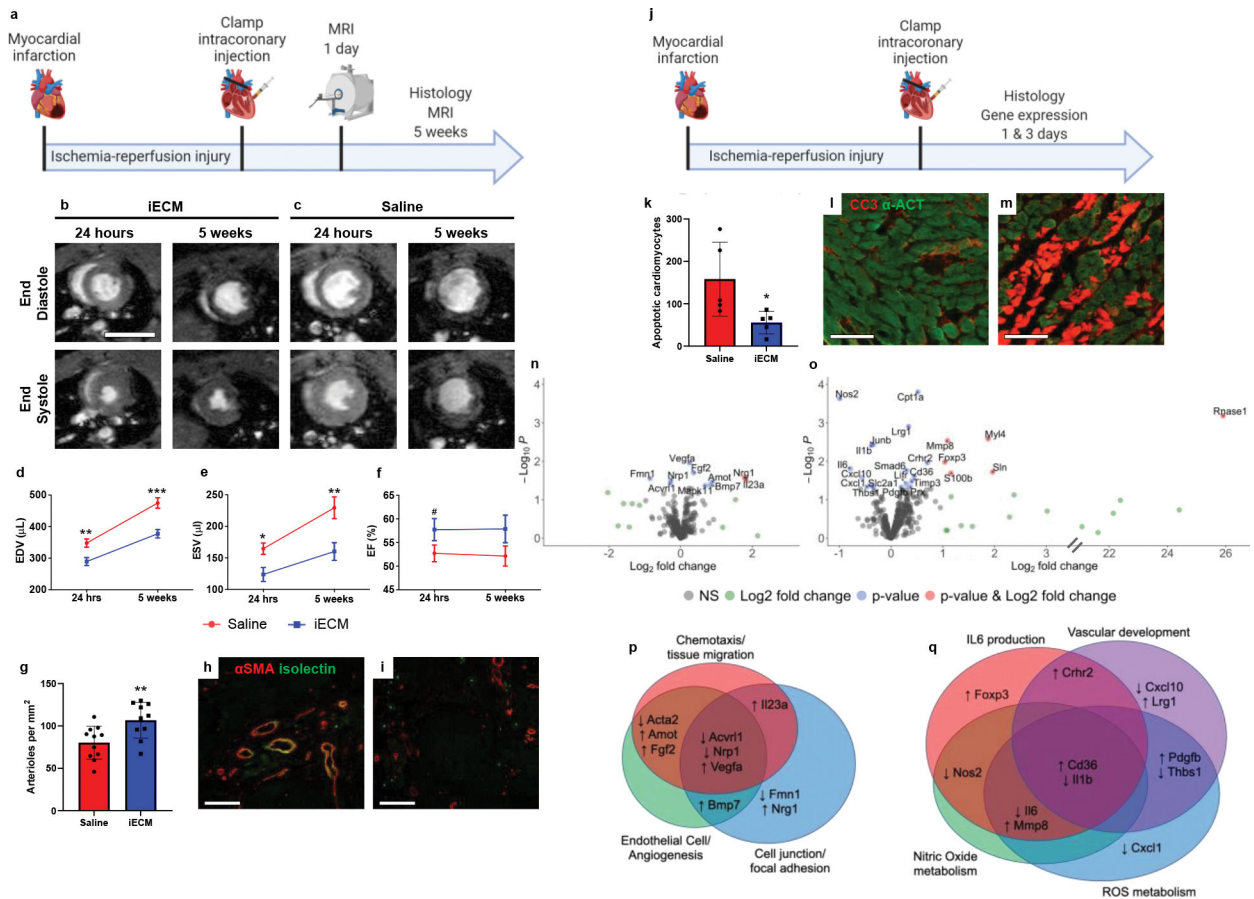 a
Myocardial
infarction
Clamp
intracoronary
injection
MRI
1 day
Histology
MRI
5 weeks
Ischemia-reperfusion injury
b
iECM
c
Saline
24 hours
5 weeks
24 hours
5 weeks
End
Diastole
End
Systole
d
EDV (µL)
500
400
300
200
**
***
24 hrs
5 weeks
e
ESV (µl)
250
200
150
100
*
**
24 hrs
5 weeks
f
EF (%)
65
60
55
50
45
#
24 hrs
5 weeks
Saline
iECM
g
Arterioles per mm²
150
100
50
0
**
Saline
iECM
h
αSMA isolectin
i
j
Myocardial
infarction
Clamp
intracoronary
injection
Histology
Gene expression
1 & 3 days
Ischemia-reperfusion injury
k
Apoptotic cardiomyocytes
300
200
100
0
*
Saline
iECM
l
CC3 α-ACT
m
n
−Log₁₀ P
4
3
2
1
0
Vegfa
Fgf2
Fmn1
Nrp1
Amot
Nrg1
Acvrl1
Mapk11
Bmp7
Il23a
-2
0
2
Log₂ fold change
o
−Log₁₀ P
4
3
2
1
0
Nos2
Cpt1a
Rnase1
Lrg1
Junb
Il1b
Mmp8
Myl4
Crhr2
Foxp3
Il6
Smad6
Cd36
Sln
Cxcl10
Lifr
S100b
Cxcl1
Slc2a1
Timp3
Thbs1
Pdgfb
-1
0
1
2
3
22
24
26
Log₂ fold change
NS
Log2 fold change
p-value
p-value & Log2 fold change
p
Chemotaxis/
tissue migration
↑ Il23a
↓ Acta2
↑ Amot
↑ Fgf2
↓ Acvrl1
↓ Nrp1
↑ Vegfa
↑ Bmp7
↓ Fmn1
↑ Nrg1
Endothelial Cell/
Angiogenesis
Cell junction/
focal adhesion
q
IL6 production
Vascular development
↑ Crhr2
↑ Foxp3
↓ Cxcl10
↑ Lrg1
↓ Nos2
↑ Cd36
↓ Il1b
↑ Pdgfb
↓ Thbs1
↓ Il6
↑ Mmp8
↓ Cxcl1
Nitric Oxide
metabolism
ROS metabolism